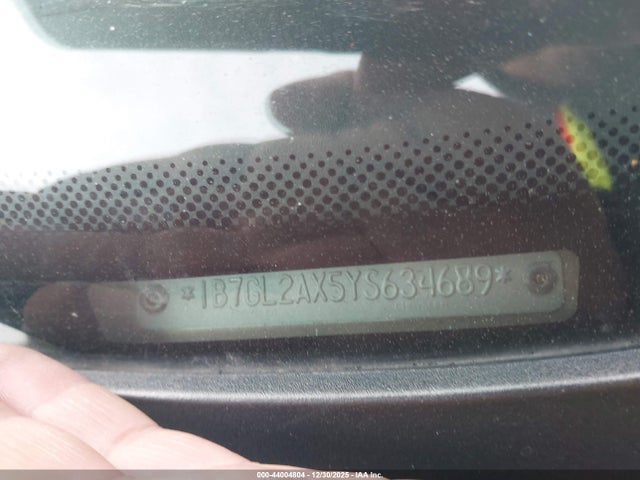 *1B7GL2AX5YS634689*
000-44004804 - 12/30/2025 - IAA Inc.